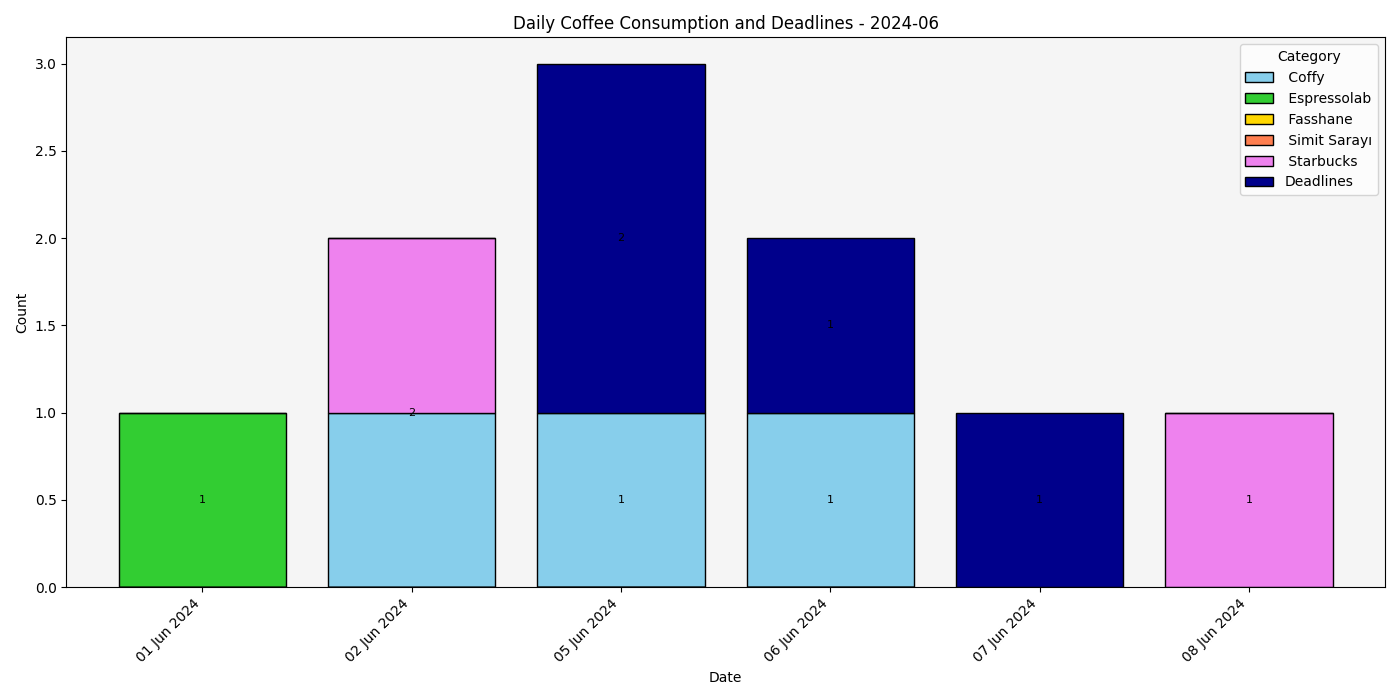 Daily Coffee Consumption and Deadlines - 2024-06
Category
Coffy
Espressolab
Fasshane
Simit Sarayı
Starbucks
Deadlines
Count
3.0
2.5
2.0
1.5
1.0
0.5
0.0
2
1
2
1
1
1
1
1
01 Jun 2024
02 Jun 2024
05 Jun 2024
06 Jun 2024
07 Jun 2024
08 Jun 2024
Date